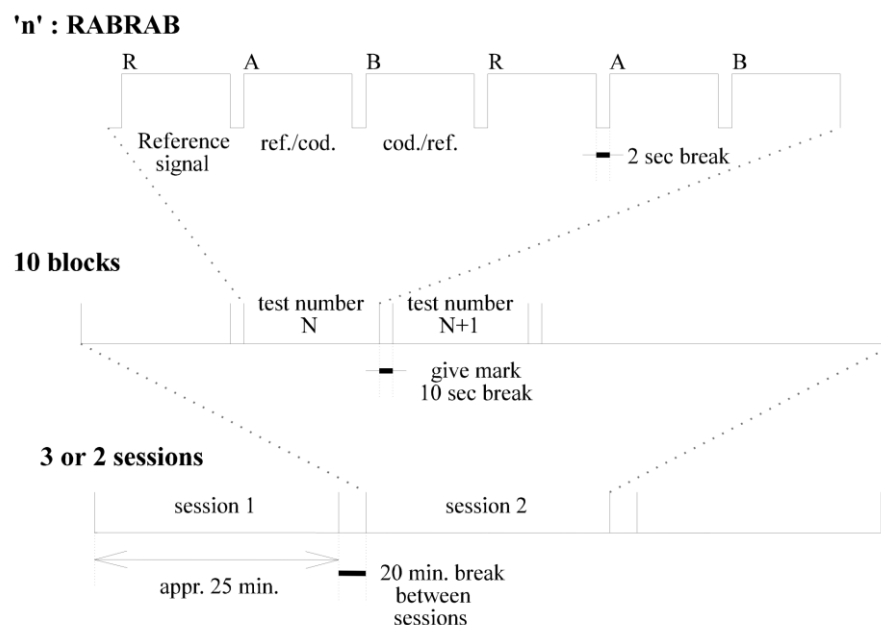 'n' : RABRAB
R A B R A B
Reference
signal
ref./cod.
cod./ref.
2 sec break
10 blocks
test number
N
test number
N+1
give mark
10 sec break
3 or 2 sessions
session 1
session 2
appr. 25 min.
20 min. break
between
sessions